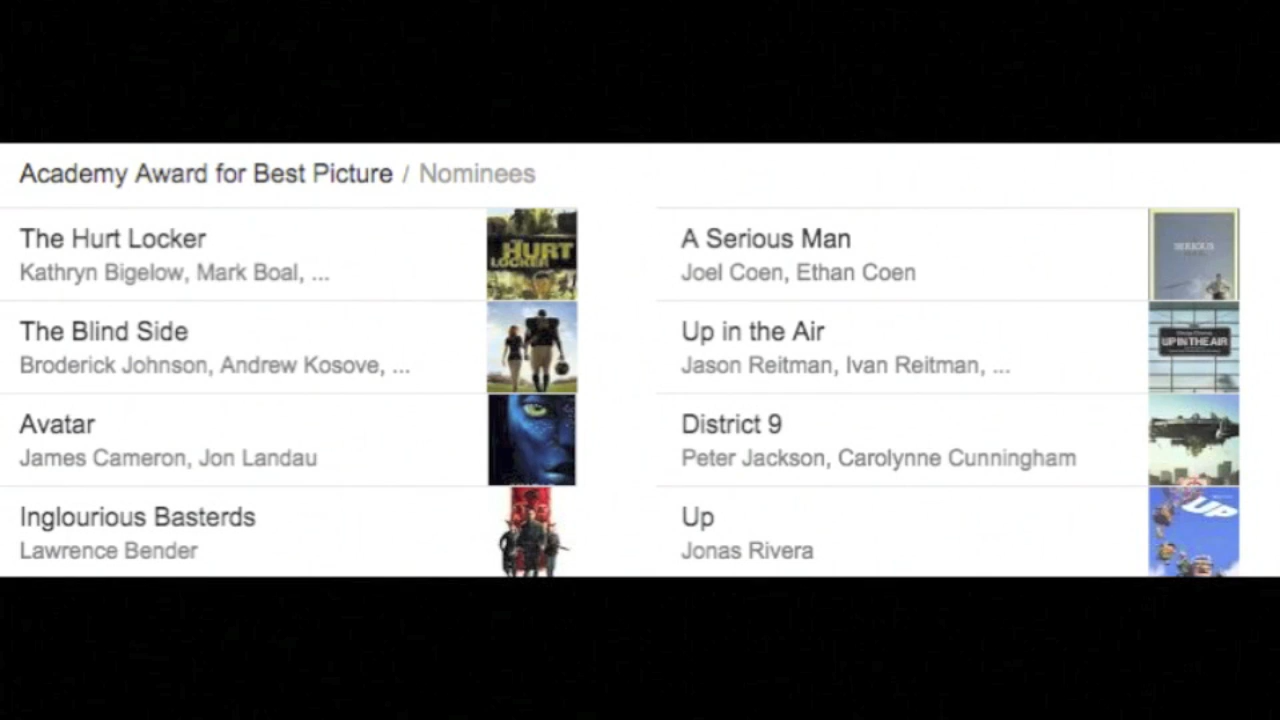 Academy Award for Best Picture / Nominees
The Hurt Locker
Kathryn Bigelow, Mark Boal, ...
HURT
LOCKER
The Blind Side
Broderick Johnson, Andrew Kosove, ...
Avatar
James Cameron, Jon Landau
Inglourious Basterds
Lawrence Bender
A Serious Man
Joel Coen, Ethan Coen
SERIOUS
Up in the Air
Jason Reitman, Ivan Reitman, ...
UP IN THE AIR
District 9
Peter Jackson, Carolynne Cunningham
Up
Jonas Rivera
UP